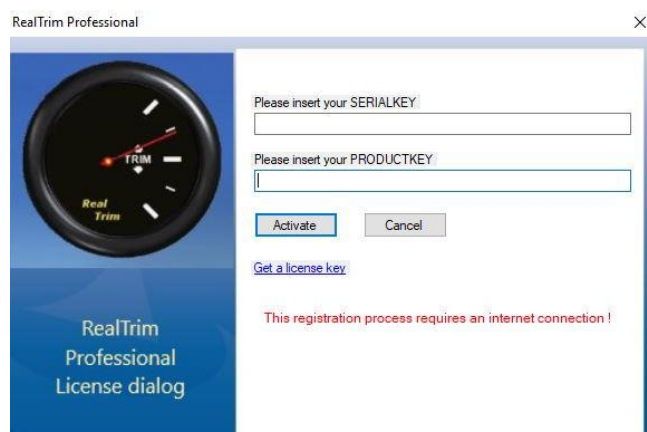 RealTrim Professional
TRIM
Real
Trim
RealTrim
Professional
License dialog
Please insert your SERIALKEY
Please insert your PRODUCTKEY
Activate Cancel
Get a license key
This registration process requires an internet connection !